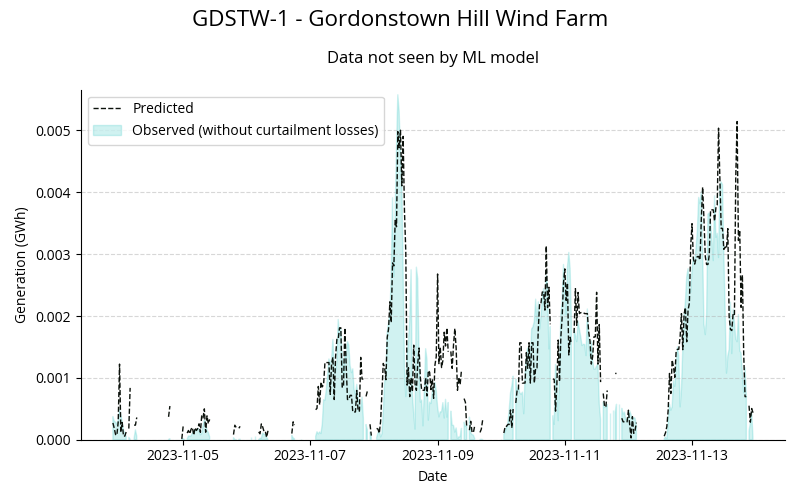 GDSTW-1 - Gordonstown Hill Wind Farm
Data not seen by ML model
Predicted
Observed (without curtailment losses)
Generation (GWh)
0.005
0.004
0.003
0.002
0.001
0.000
2023-11-05
2023-11-07
2023-11-09
2023-11-11
2023-11-13
Date